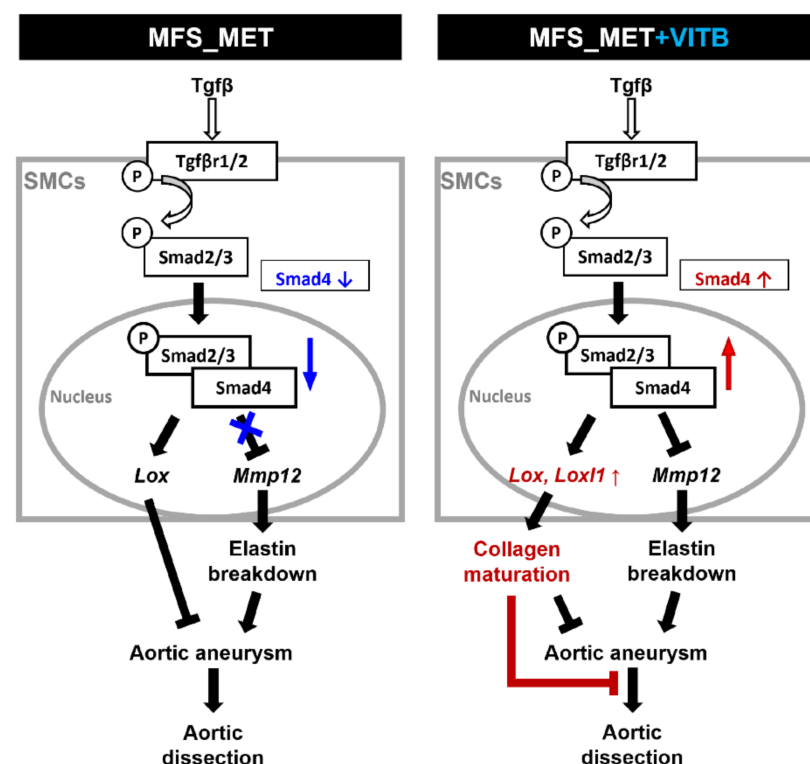 MFS_MET
Tgfβ
Tgfβr1/2
P
SMCs
P
Smad2/3
Smad4 ↓
P
Smad2/3
Smad4
Nucleus
Lox
Mmp12
Elastin
breakdown
Aortic aneurysm
Aortic
dissection
MFS_MET+VITB
Tgfβ
Tgfβr1/2
P
SMCs
P
Smad2/3
Smad4 ↑
P
Smad2/3
Smad4
Nucleus
Lox, Loxl1 ↑
Mmp12
Collagen
maturation
Elastin
breakdown
Aortic aneurysm
Aortic
dissection